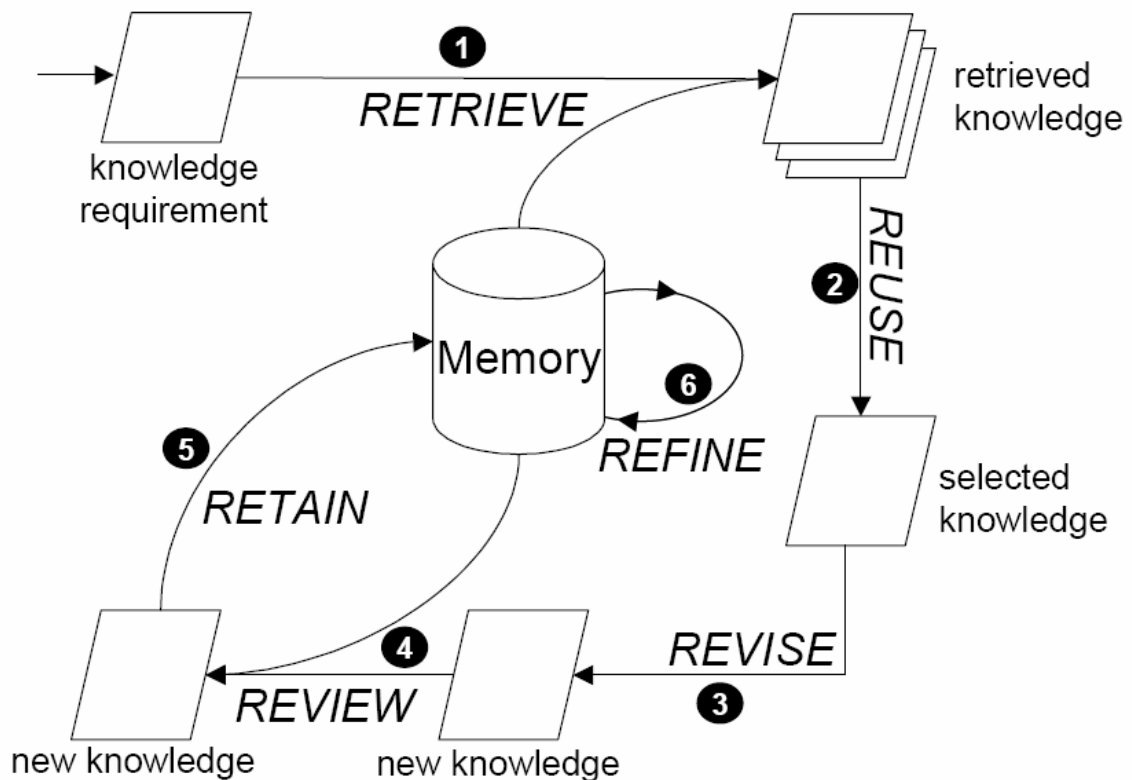 1
RETRIEVE
knowledge
requirement
retrieved
knowledge
2
REUSE
Memory
6
REFINE
5
RETAIN
selected
knowledge
REVISE
3
4
REVIEW
new knowledge
new knowledge